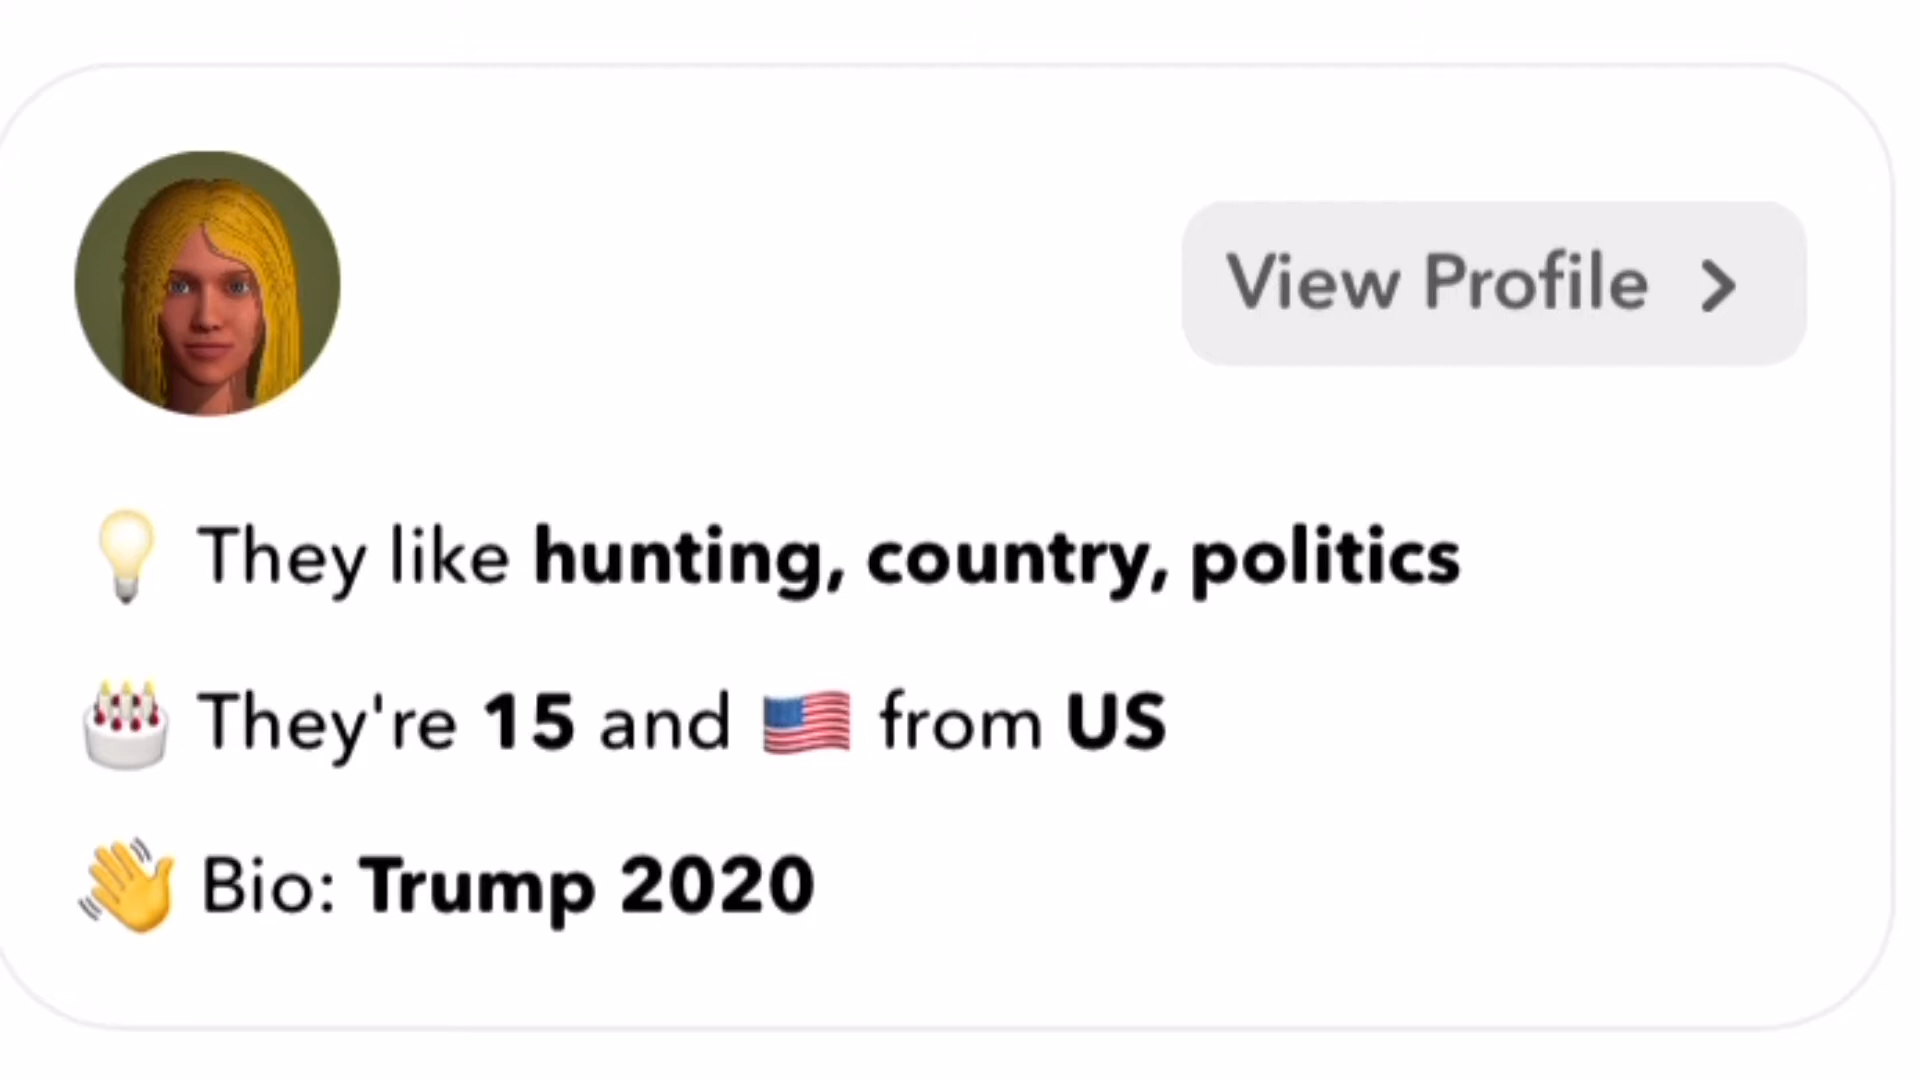 View Profile
They like hunting, country, politics
They're 15 and 🇺🇸 from US
Bio: Trump 2020